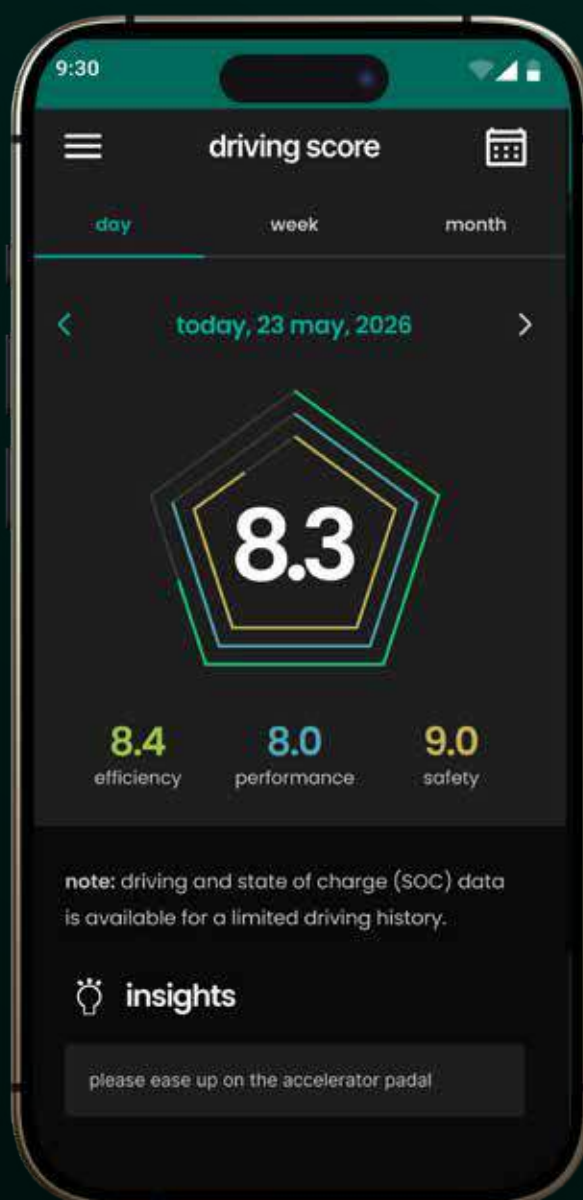 9:30
driving score
day week month
today, 23 may, 2026
8.3
8.4 8.0 9.0
efficiency performance safety
note: driving and state of charge (SOC) data
is available for a limited driving history.
insights
please ease up on the accelerator padal